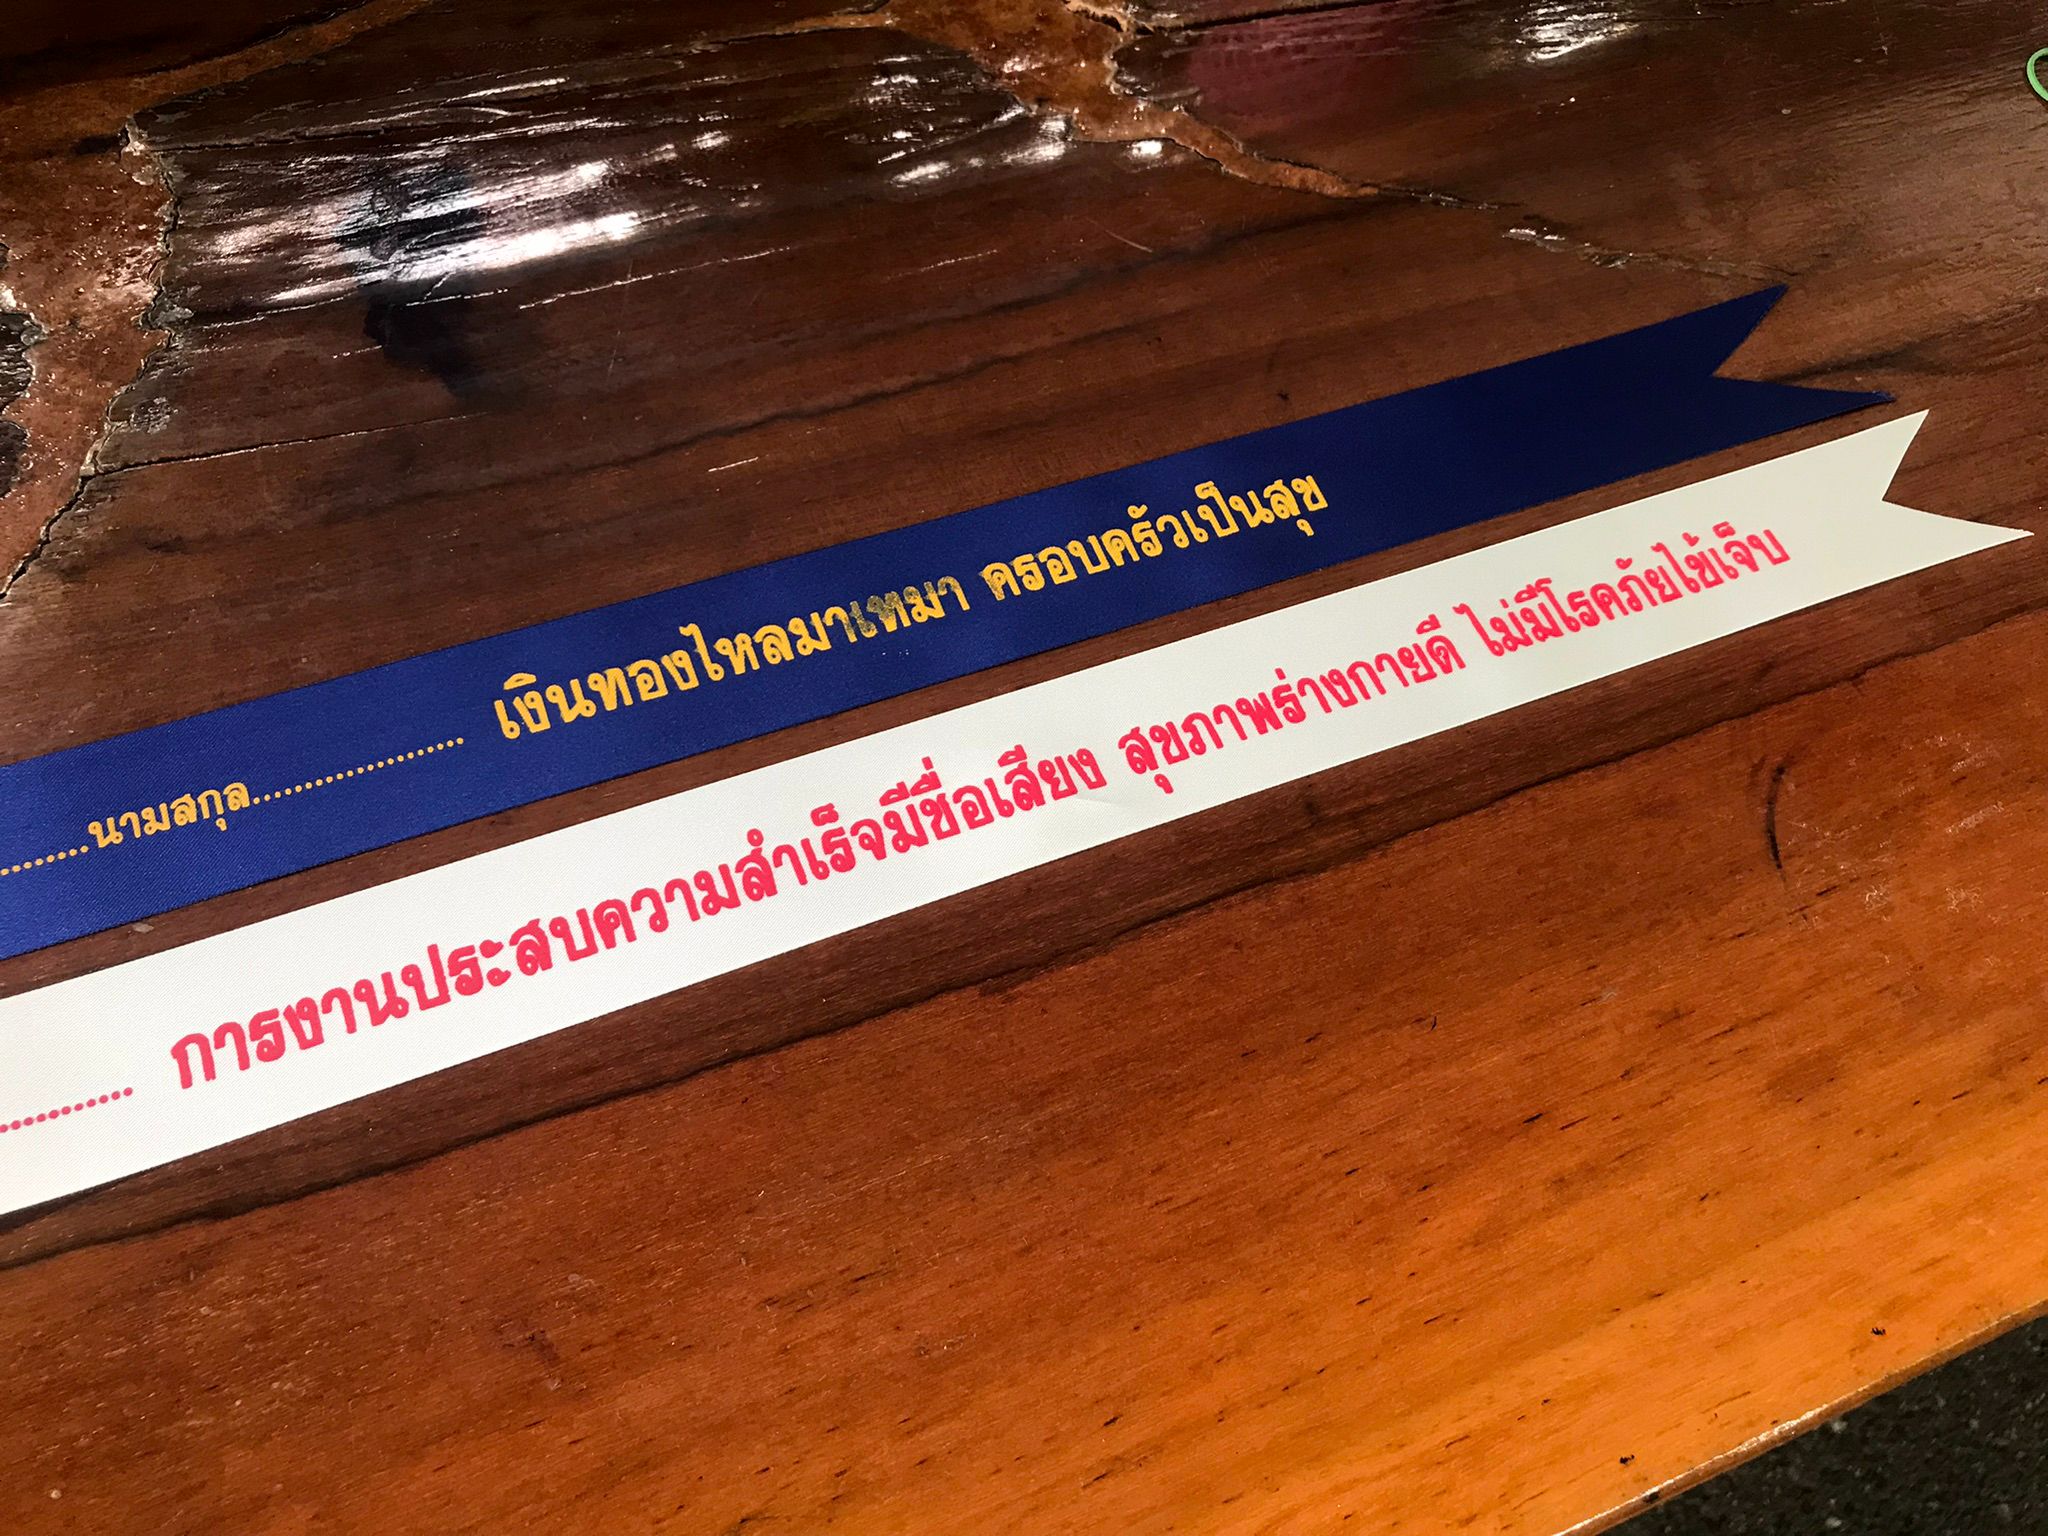 ........นามสกุล.................... เงินทองไหลมาเทมา ครอบครัวเป็นสุข
............ การงานประสบความสำเร็จมีชื่อเสียง สุขภาพร่างกายดี ไม่มีโรคภัยไข้เจ็บ